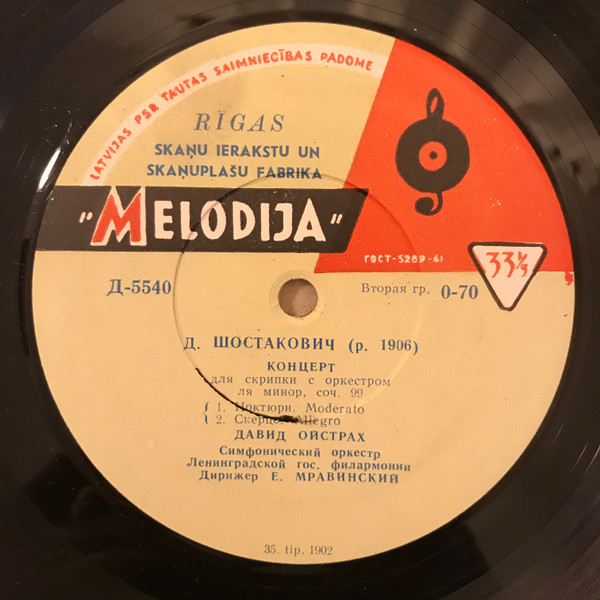 LATVIJAS PSR TAUTAS SAIMNIECĪBAS PADOME
RĪGAS
SKAŅU IERAKSTU UN
SKAŅUPLAŠU FABRIKA
"MELODIJA"
ГОСТ-5289-61
33⅓
Д-5540
Вторая гр. 0-70
Д. ШОСТАКОВИЧ (р. 1906)
КОНЦЕРТ
для скрипки с оркестром
ля минор, соч. 99
1. Ноктюрн. Moderato
2. Скерцо. Allegro
ДАВИД ОЙСТРАХ
Симфонический оркестр
Ленинградской гос. филармонии
Дирижер Е. МРАВИНСКИЙ
35. tip. 1902